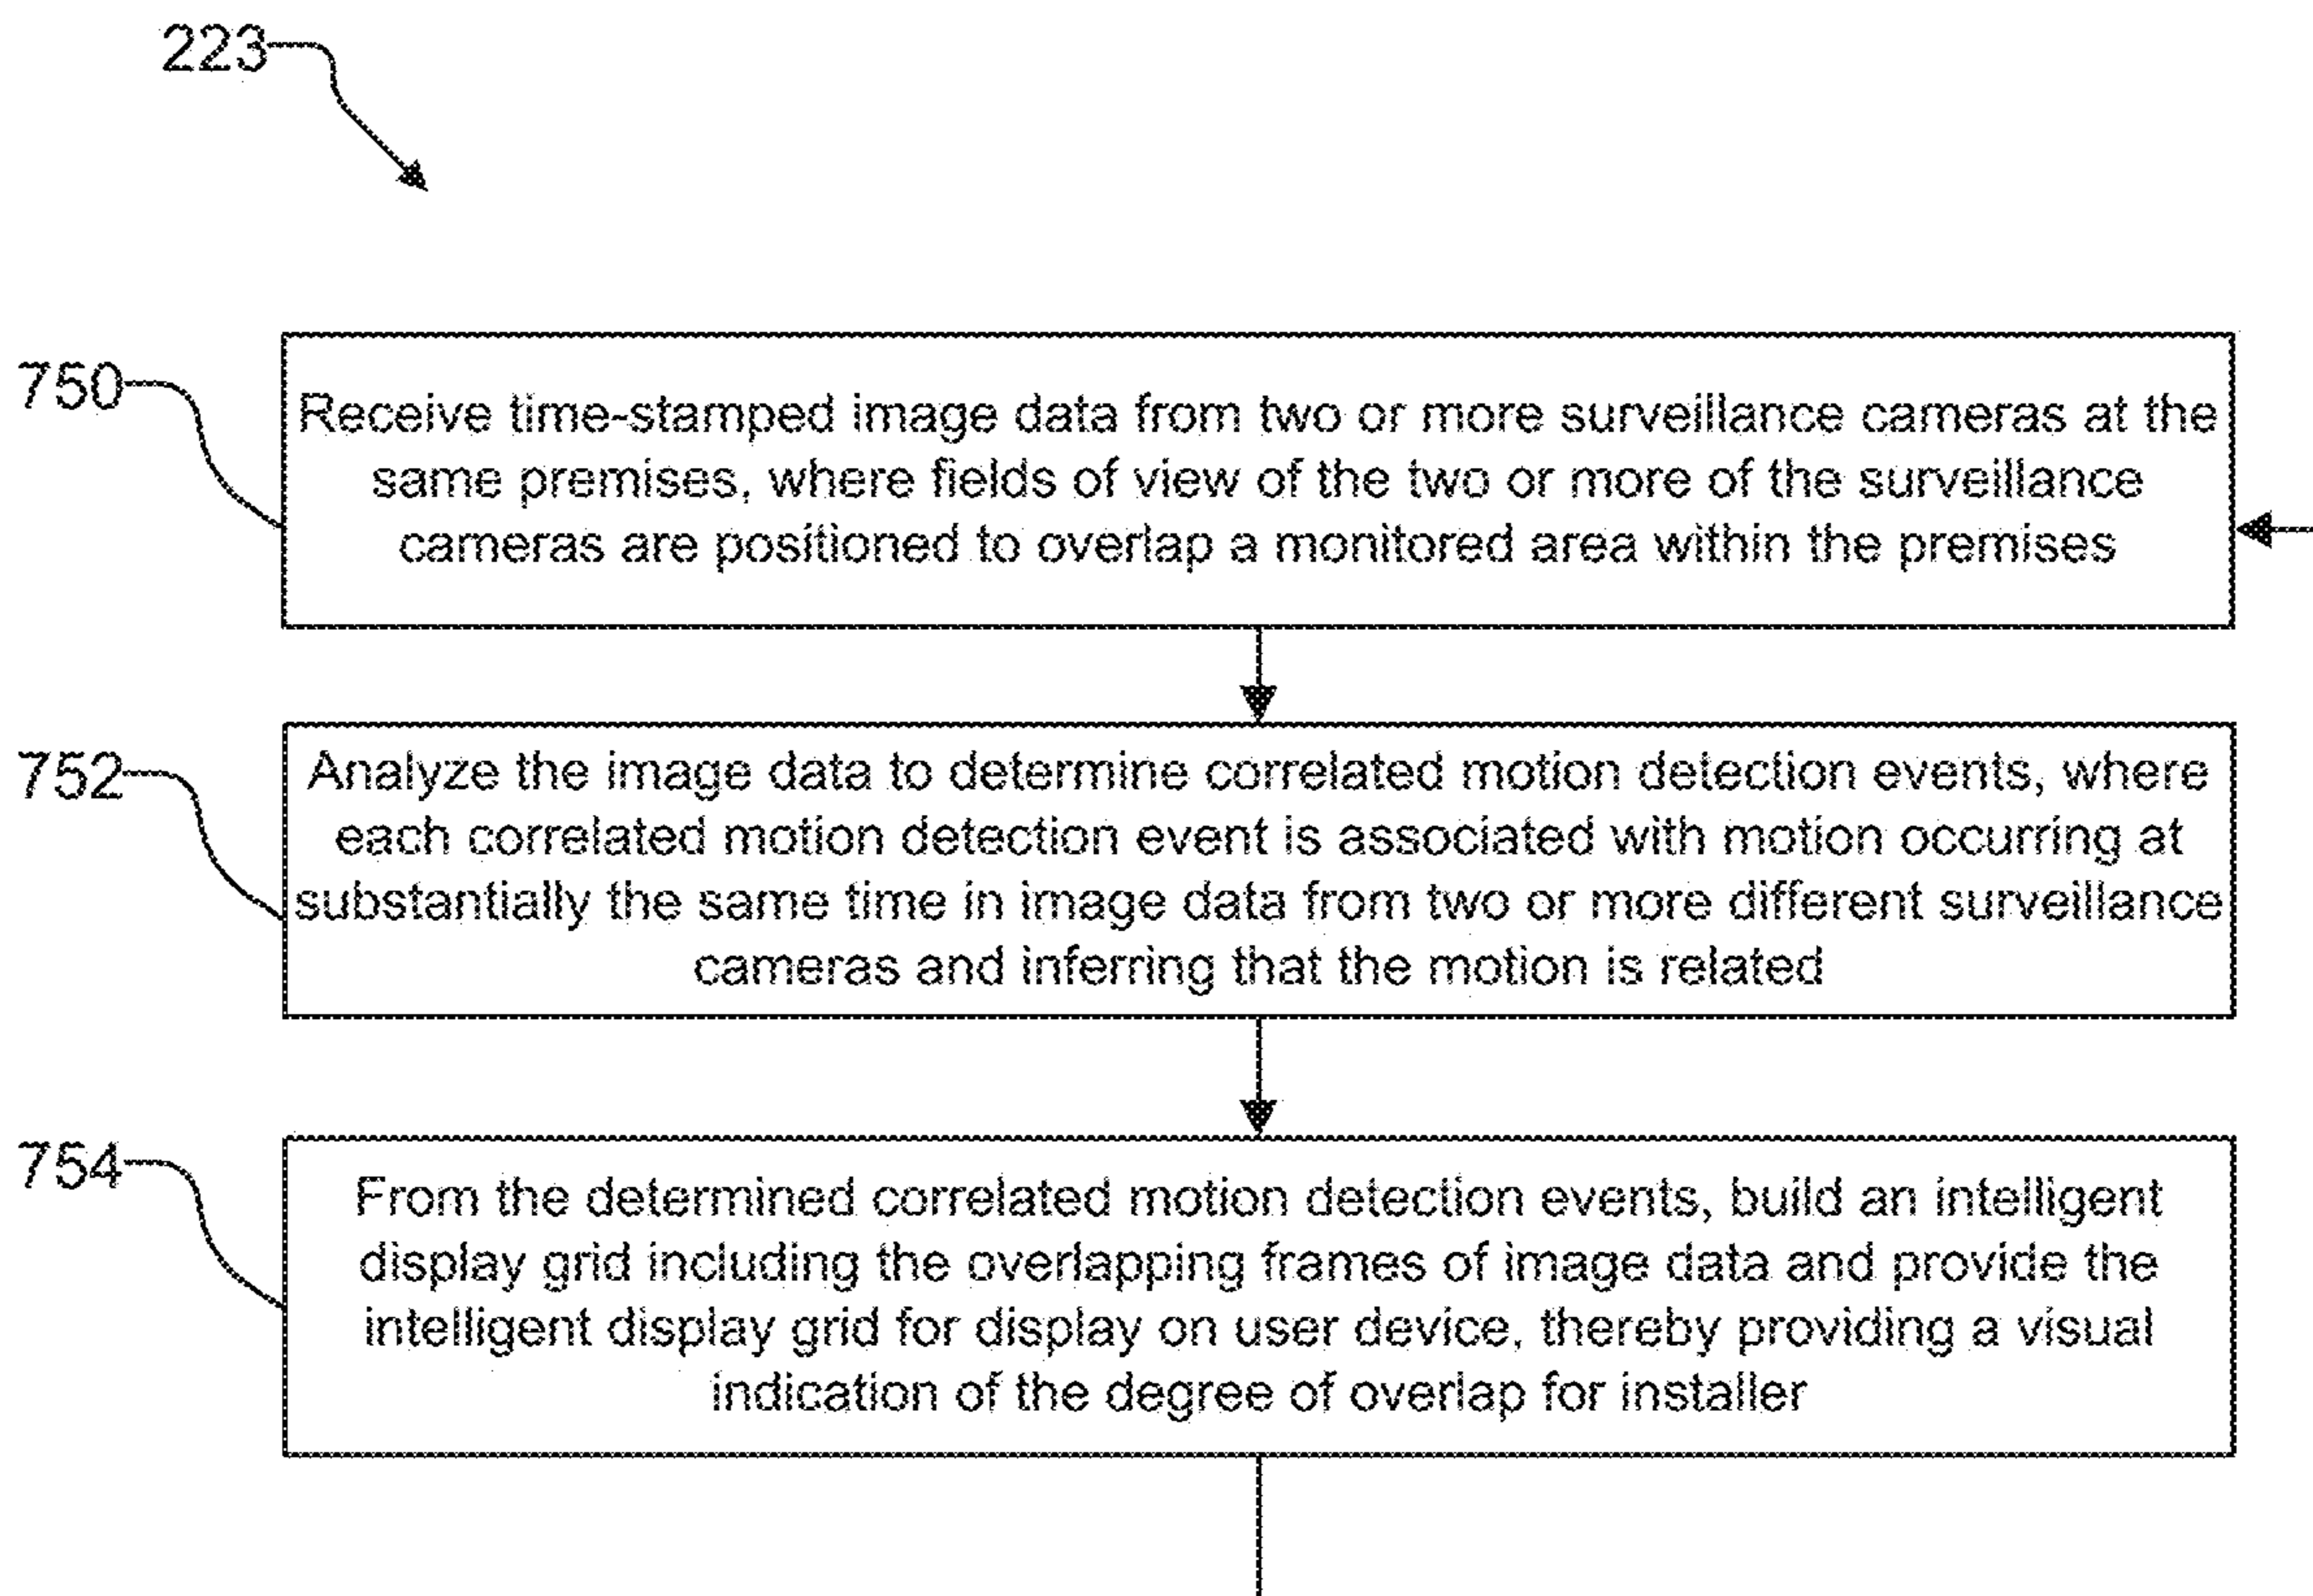 223
750
Receive time-stamped image data from two or more surveillance cameras at the
same premises, where fields of view of the two or more of the surveillance
cameras are positioned to overlap a monitored area within the premises
752
Analyze the image data to determine correlated motion detection events, where
each correlated motion detection event is associated with motion occurring at
substantially the same time in image data from two or more different surveillance
cameras and inferring that the motion is related
754
From the determined correlated motion detection events, build an intelligent
display grid including the overlapping frames of image data and provide the
intelligent display grid for display on user device, thereby providing a visual
indication of the degree of overlap for installer